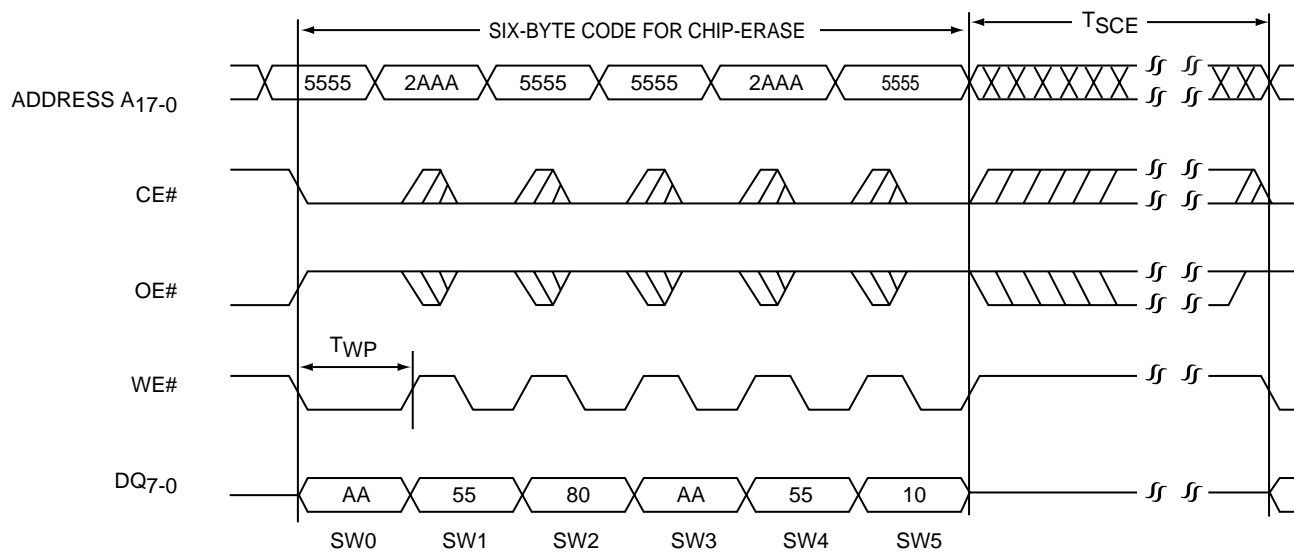 SIX-BYTE CODE FOR CHIP-ERASE
TSCE
ADDRESS A17-0
5555 2AAA 5555 5555 2AAA 5555
CE#
OE#
TWP
WE#
DQ7-0
AA 55 80 AA 55 10
SW0 SW1 SW2 SW3 SW4 SW5